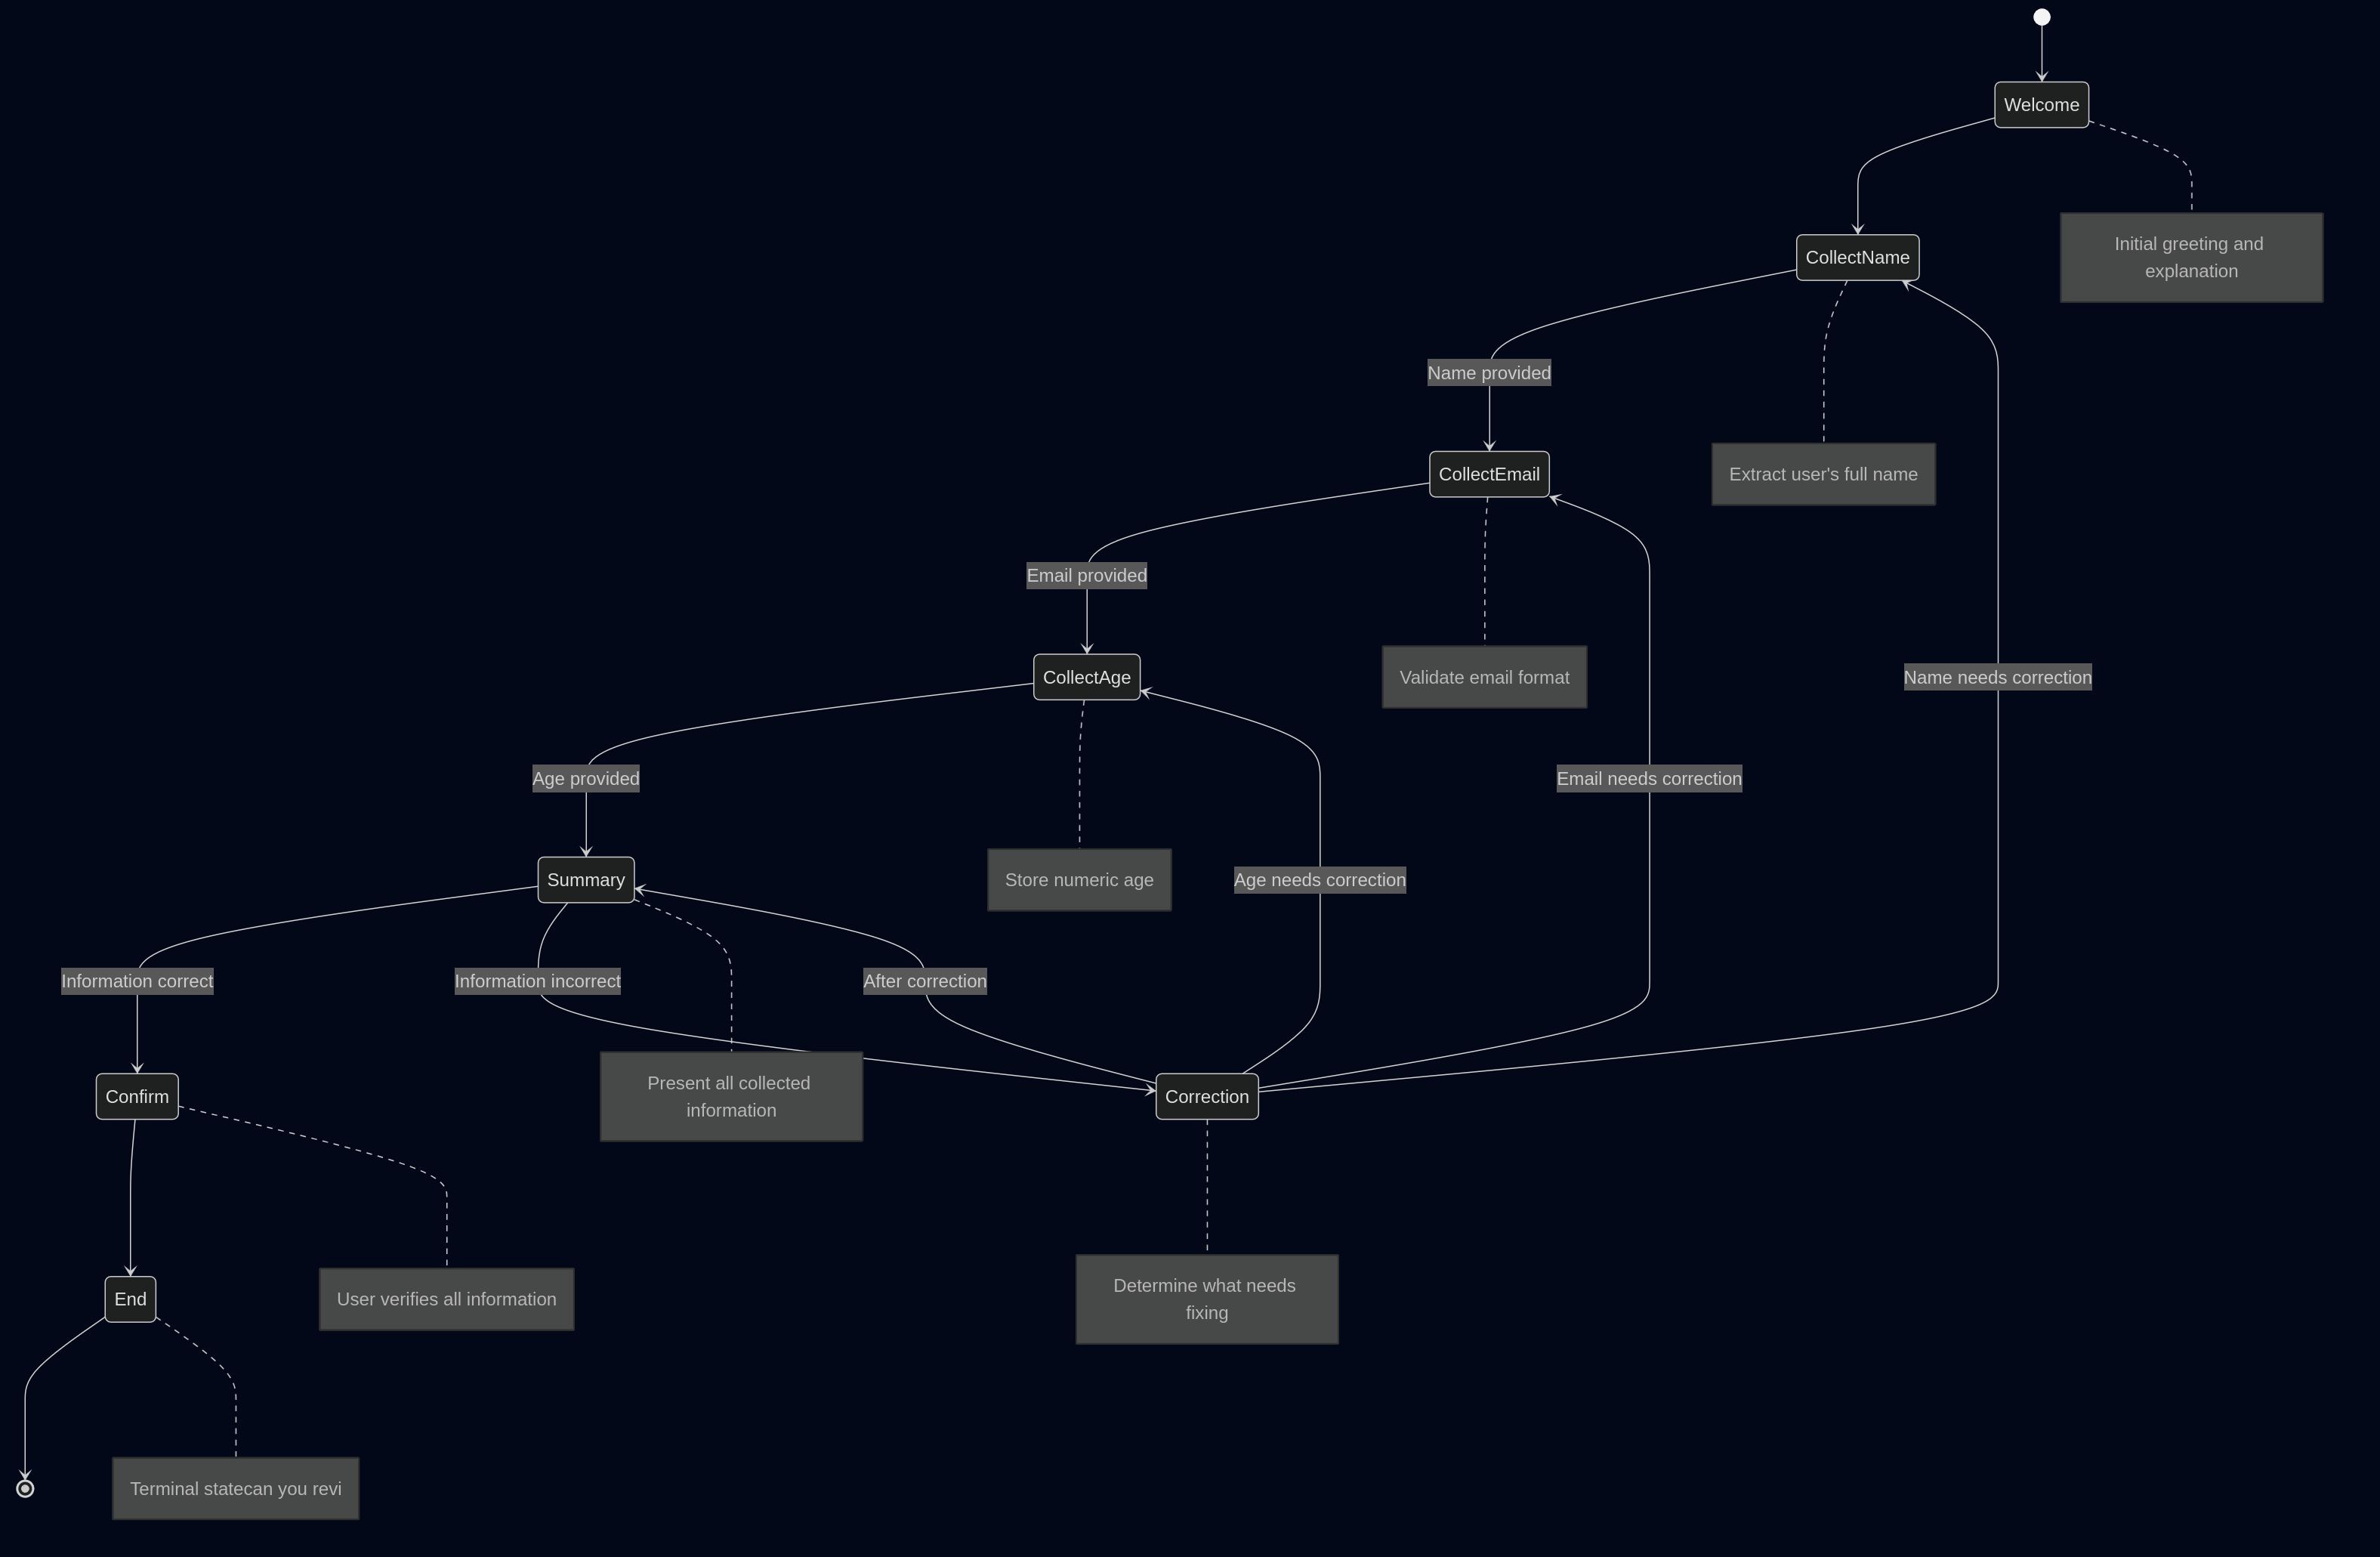 Welcome
Initial greeting and
explanation
CollectName
Name provided
Extract user's full name
CollectEmail
Email provided
Validate email format
Name needs correction
CollectAge
Age provided
Email needs correction
Store numeric age
Age needs correction
Summary
Information correct
Information incorrect
After correction
Present all collected
information
Confirm
Correction
User verifies all information
Determine what needs
fixing
End
Terminal statecan you revi